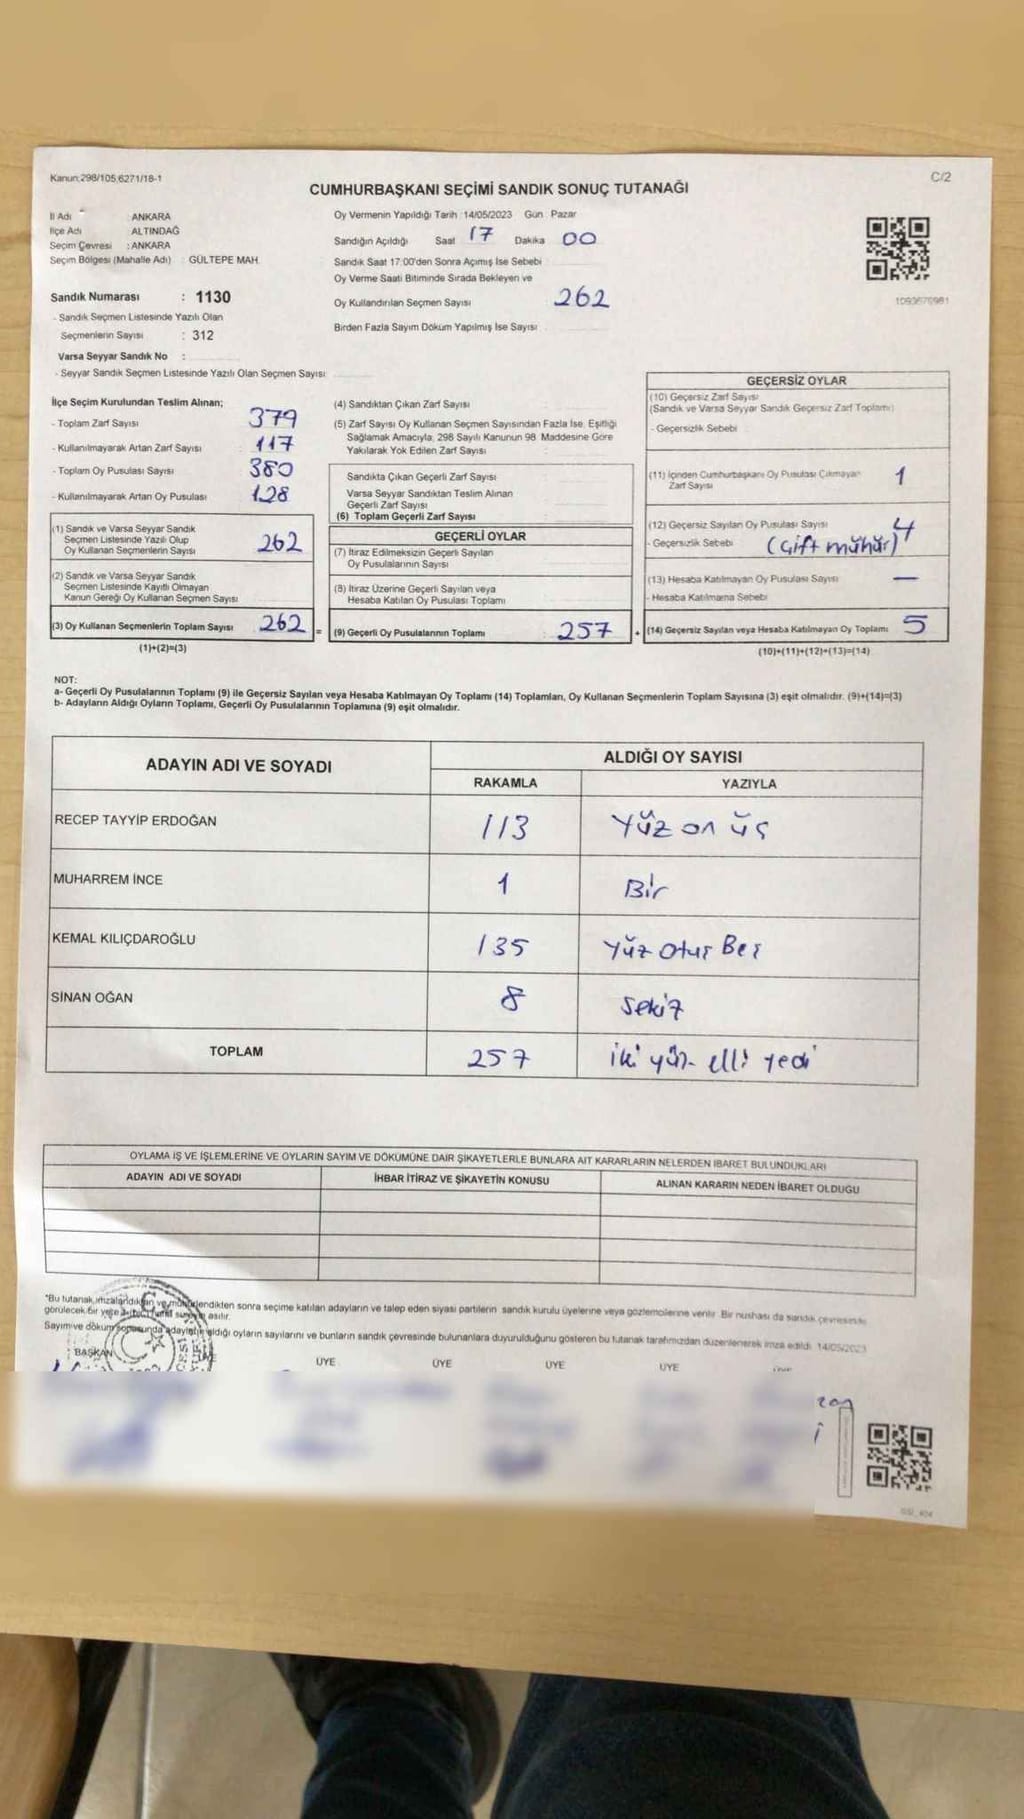 Kanun:298/105,6271/18-1
C/2
CUMHURBAŞKANI SEÇİMİ SANDIK SONUÇ TUTANAĞI
İl Adı : ANKARA
İlçe Adı : ALTINDAĞ
Seçim Çevresi : ANKARA
Seçim Bölgesi (Mahalle Adı) : GÜLTEPE MAH.
Oy Vermenin Yapıldığı Tarih : 14/05/2023 Gün : Pazar
Sandığın Açıldığı Saat 17 Dakika 00
Sandık Saat 17:00'den Sonra Açımış İse Sebebi
Oy Verme Saati Bitiminde Sırada Bekleyen ve
Oy Kullandırılan Seçmen Sayısı 262
Birden Fazla Sayım Döküm Yapılmış İse Sayısı
1093670981
Sandık Numarası : 1130
- Sandık Seçmen Listesinde Yazılı Olan
Seçmenlerin Sayısı : 312
Varsa Seyyar Sandık No :
- Seyyar Sandık Seçmen Listesinde Yazılı Olan Seçmen Sayısı
İlçe Seçim Kurulundan Teslim Alınan;
- Toplam Zarf Sayısı 379
- Kullanılmayarak Artan Zarf Sayısı 117
- Toplam Oy Pusulası Sayısı 380
- Kullanılmayarak Artan Oy Pusulası 128
(1) Sandık ve Varsa Seyyar Sandık
Seçmen Listesinde Yazılı Olup
Oy Kullanan Seçmenlerin Sayısı 262
(2) Sandık ve Varsa Seyyar Sandık
Seçmen Listesinde Kayıtlı Olmayan
Kanun Gereği Oy Kullanan Seçmen Sayısı
(3) Oy Kullanan Seçmenlerin Toplam Sayısı 262 =
(1)+(2)=(3)
(4) Sandıktan Çıkan Zarf Sayısı
(5) Zarf Sayısı Oy Kullanan Seçmen Sayısından Fazla İse, Eşitliği
Sağlamak Amacıyla, 298 Sayılı Kanunun 98. Maddesine Göre
Yakılarak Yok Edilen Zarf Sayısı
Sandıkta Çıkan Geçerli Zarf Sayısı
Varsa Seyyar Sandıktan Teslim Alınan
Geçerli Zarf Sayısı
(6) Toplam Geçerli Zarf Sayısı
GEÇERLİ OYLAR
(7) İtiraz Edilmeksizin Geçerli Sayılan
Oy Pusulalarının Sayısı
(8) İtiraz Üzerine Geçerli Sayılan veya
Hesaba Katılan Oy Pusulası Toplamı
(9) Geçerli Oy Pusulalarının Toplamı 257 +
GEÇERSİZ OYLAR
(10) Geçersiz Zarf Sayısı
(Sandık ve Varsa Seyyar Sandık Geçersiz Zarf Toplamı)
- Geçersizlik Sebebi
(11) İçinden Cumhurbaşkanı Oy Pusulası Çıkmayan
Zarf Sayısı 1
(12) Geçersiz Sayılan Oy Pusulası Sayısı 4
- Geçersizlik Sebebi (Çift mühür)
(13) Hesaba Katılmayan Oy Pusulası Sayısı —
- Hesaba Katılmama Sebebi
(14) Geçersiz Sayılan veya Hesaba Katılmayan Oy Toplamı 5
(10)+(11)+(12)+(13)=(14)
NOT:
a- Geçerli Oy Pusulalarının Toplamı (9) ile Geçersiz Sayılan veya Hesaba Katılmayan Oy Toplamı (14) Toplamları, Oy Kullanan Seçmenlerin Toplam Sayısına (3) eşit olmalıdır. (9)+(14)=(3)
b- Adayların Aldığı Oyların Toplamı, Geçerli Oy Pusulalarının Toplamına (9) eşit olmalıdır.
ADAYIN ADI VE SOYADI
ALDIĞI OY SAYISI
RAKAMLA YAZIYLA
RECEP TAYYİP ERDOĞAN 113 Yüz on üç
MUHARREM İNCE 1 Bir
KEMAL KILIÇDAROĞLU 135 Yüz Otuz Beş
SİNAN OĞAN 8 Sekiz
TOPLAM 257 iki yüz elli yedi
OYLAMA İŞ VE İŞLEMLERİNE VE OYLARIN SAYIM VE DÖKÜMÜNE DAİR ŞİKAYETLERLE BUNLARA AİT KARARLARIN NELERDEN İBARET BULUNDUKLARI
ADAYIN ADI VE SOYADI İHBAR İTİRAZ VE ŞİKAYETİN KONUSU ALINAN KARARIN NEDEN İBARET OLDUĞU
*Bu tutanak imzalandıktan ve mühürlendikten sonra seçime katılan adayların ve talep eden siyasi partilerin sandık kurulu üyelerine veya gözlemcilerine verilir. Bir nushası da sandık çevresinde
görülecek bir yere asılır.
Sayım ve döküm sonucunda adayların aldığı oyların sayılarını ve bunların sandık çevresinde bulunanlara duyurulduğunu gösteren bu tutanak tarafımızdan düzenlenerek imza edildi. 14/05/2023
BAŞKAN ÜYE ÜYE ÜYE ÜYE